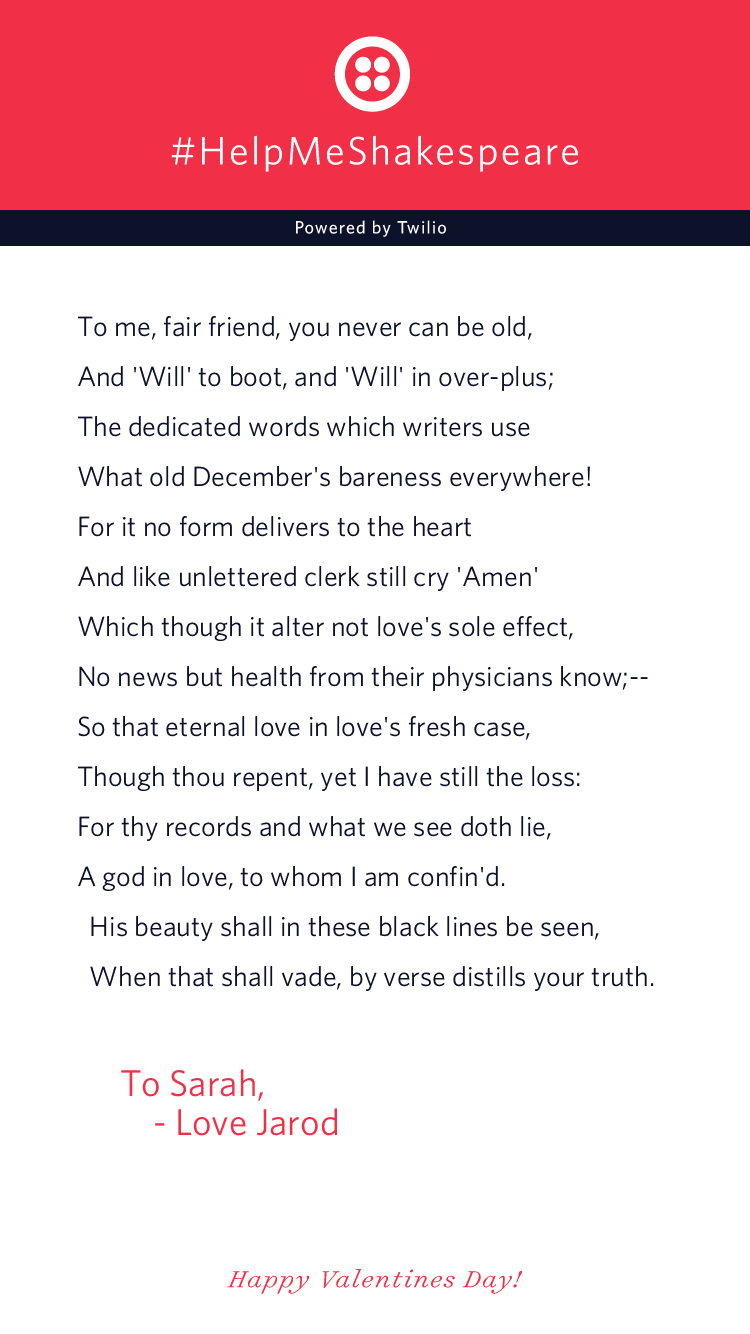 #HelpMeShakespeare
Powered by Twilio
To me, fair friend, you never can be old,
And 'Will' to boot, and 'Will' in over-plus;
The dedicated words which writers use
What old December's bareness everywhere!
For it no form delivers to the heart
And like unlettered clerk still cry 'Amen'
Which though it alter not love's sole effect,
No news but health from their physicians know;--
So that eternal love in love's fresh case,
Though thou repent, yet I have still the loss:
For thy records and what we see doth lie,
A god in love, to whom I am confin'd.
His beauty shall in these black lines be seen,
When that shall vade, by verse distills your truth.
To Sarah,
- Love Jarod
Happy Valentines Day!